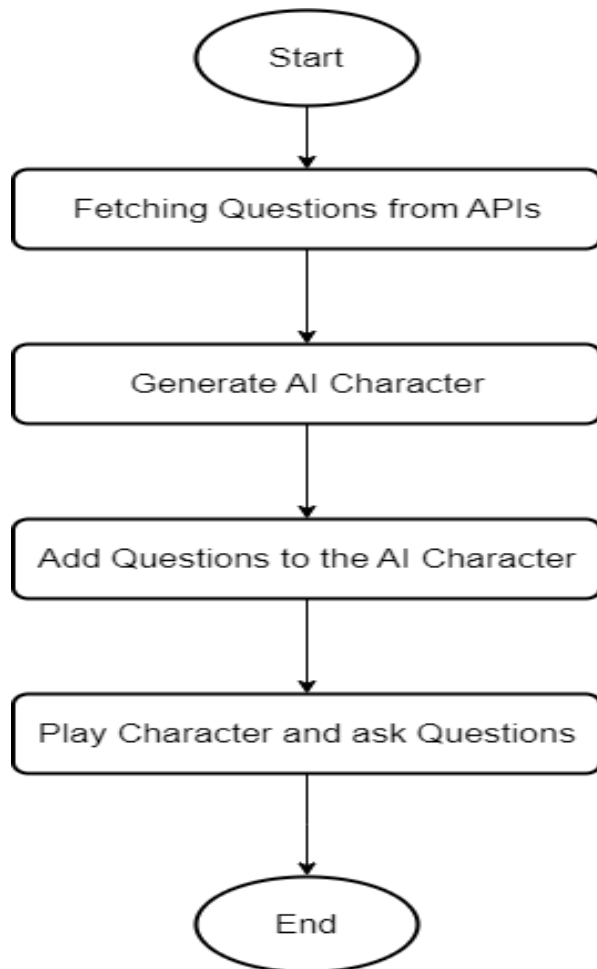 Start
Fetching Questions from APIs
Generate AI Character
Add Questions to the AI Character
Play Character and ask Questions
End